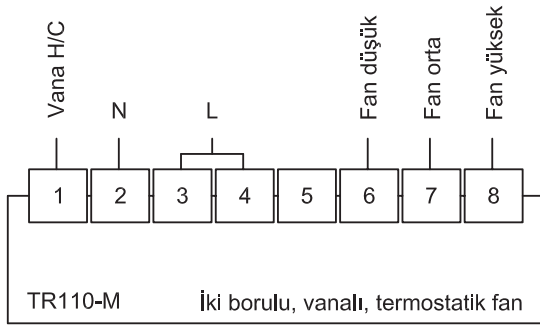 Vana H/C
N
L
Fan düşük
Fan orta
Fan yüksek
1 2 3 4 5 6 7 8
TR110-M İki borulu, vanalı, termostatik fan